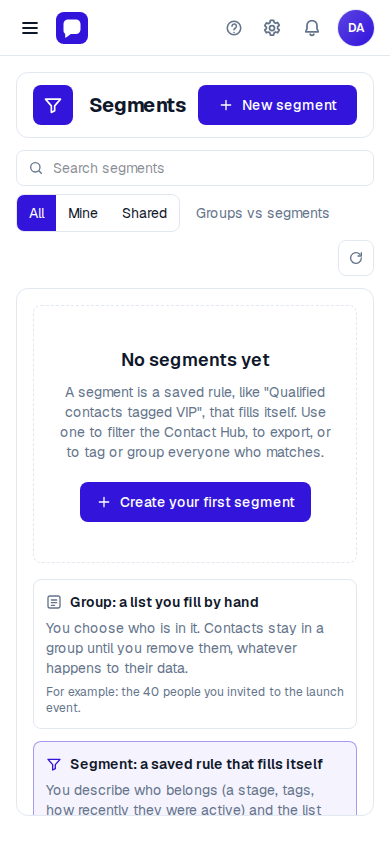 DA
Segments
New segment
Search segments
All
Mine
Shared
Groups vs segments
No segments yet
A segment is a saved rule, like "Qualified
contacts tagged VIP", that fills itself. Use
one to filter the Contact Hub, to export, or
to tag or group everyone who matches.
Create your first segment
Group: a list you fill by hand
You choose who is in it. Contacts stay in a
group until you remove them, whatever
happens to their data.
For example: the 40 people you invited to the launch
event.
Segment: a saved rule that fills itself
You describe who belongs (a stage, tags,
how recently they were active) and the list